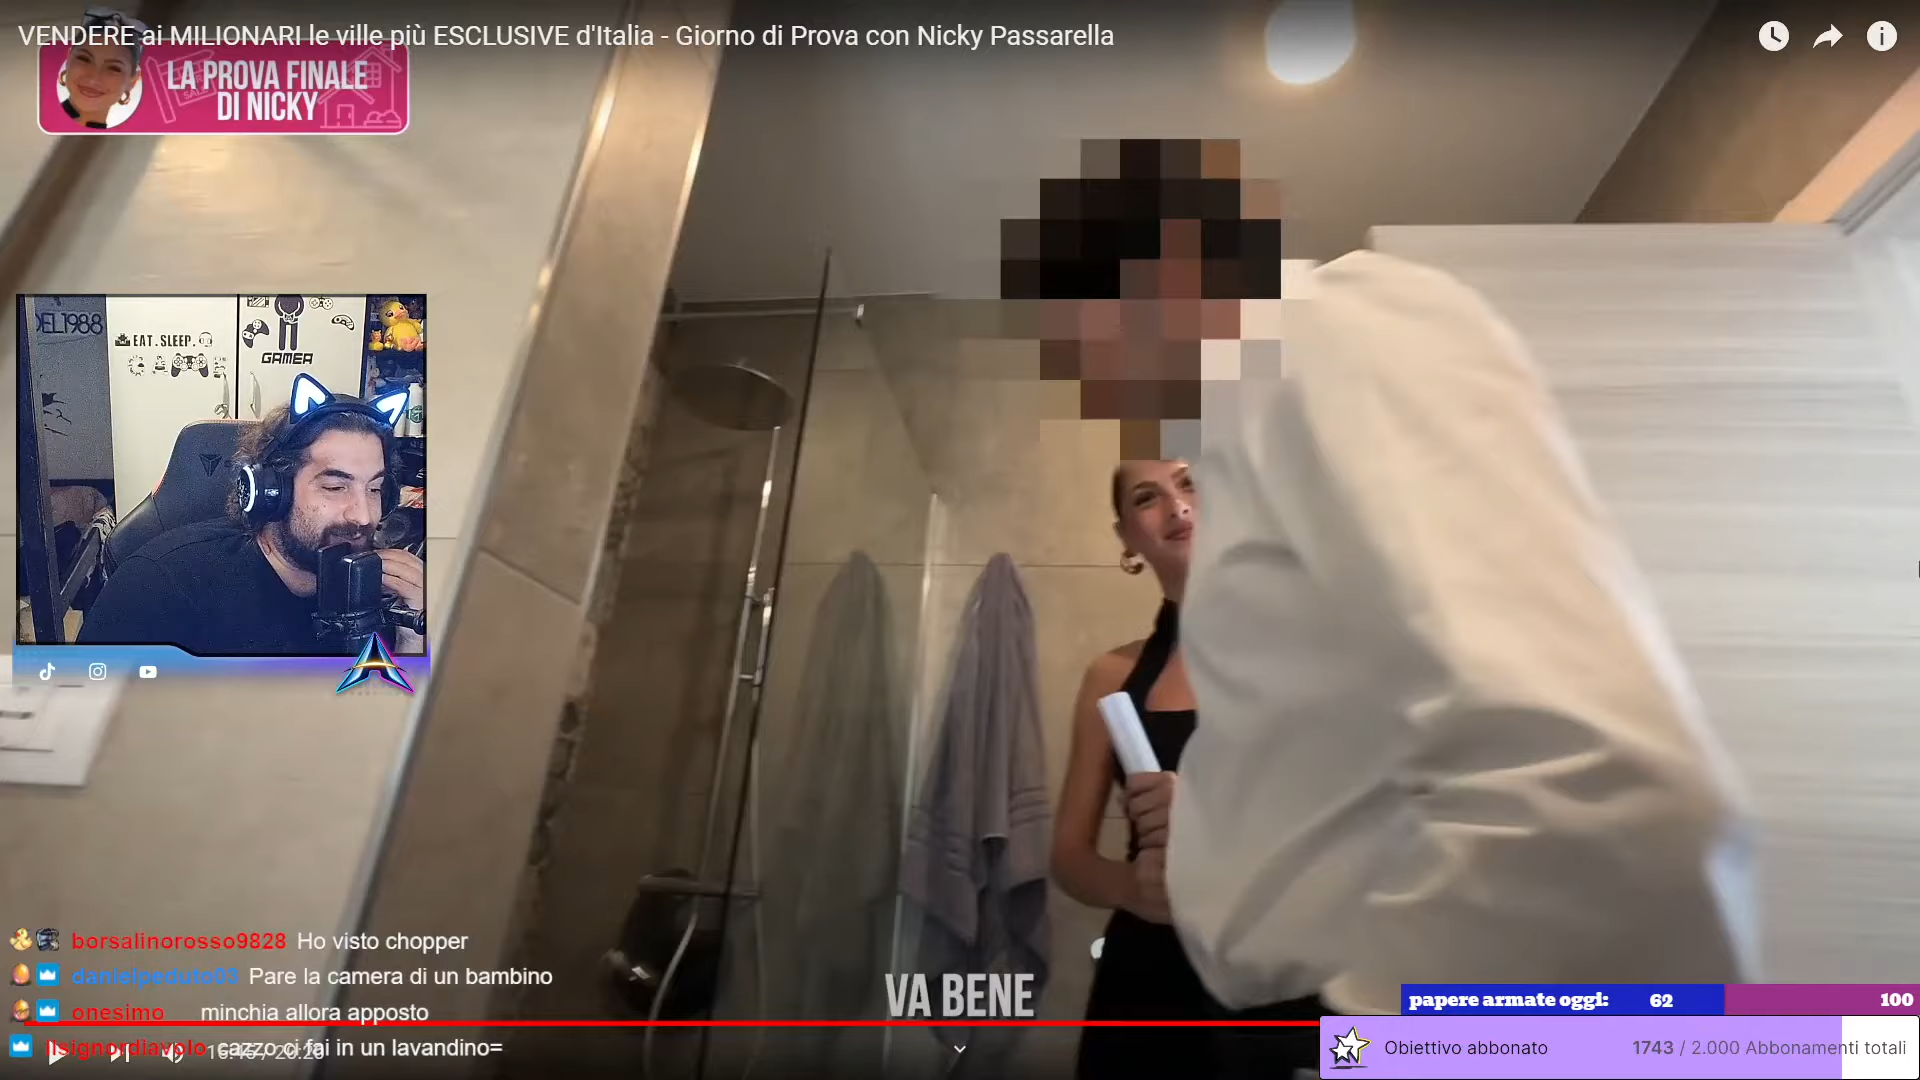 VENDERE ai MILIONARI le ville più ESCLUSIVE d'Italia - Giorno di Prova con Nicky Passarella
LA PROVA FINALE
DI NICKY
DEL1988
EAT.SLEEP.
GAMER
borsalinorosso9828 Ho visto chopper
danielpeduto03 Pare la camera di un bambino
onesimo minchia allora apposto
ilsignordiavolo cazzo ci fai in un lavandino=
VA BENE
papere armate oggi: 62 100
Obiettivo abbonato 1743 / 2.000 Abbonamenti totali